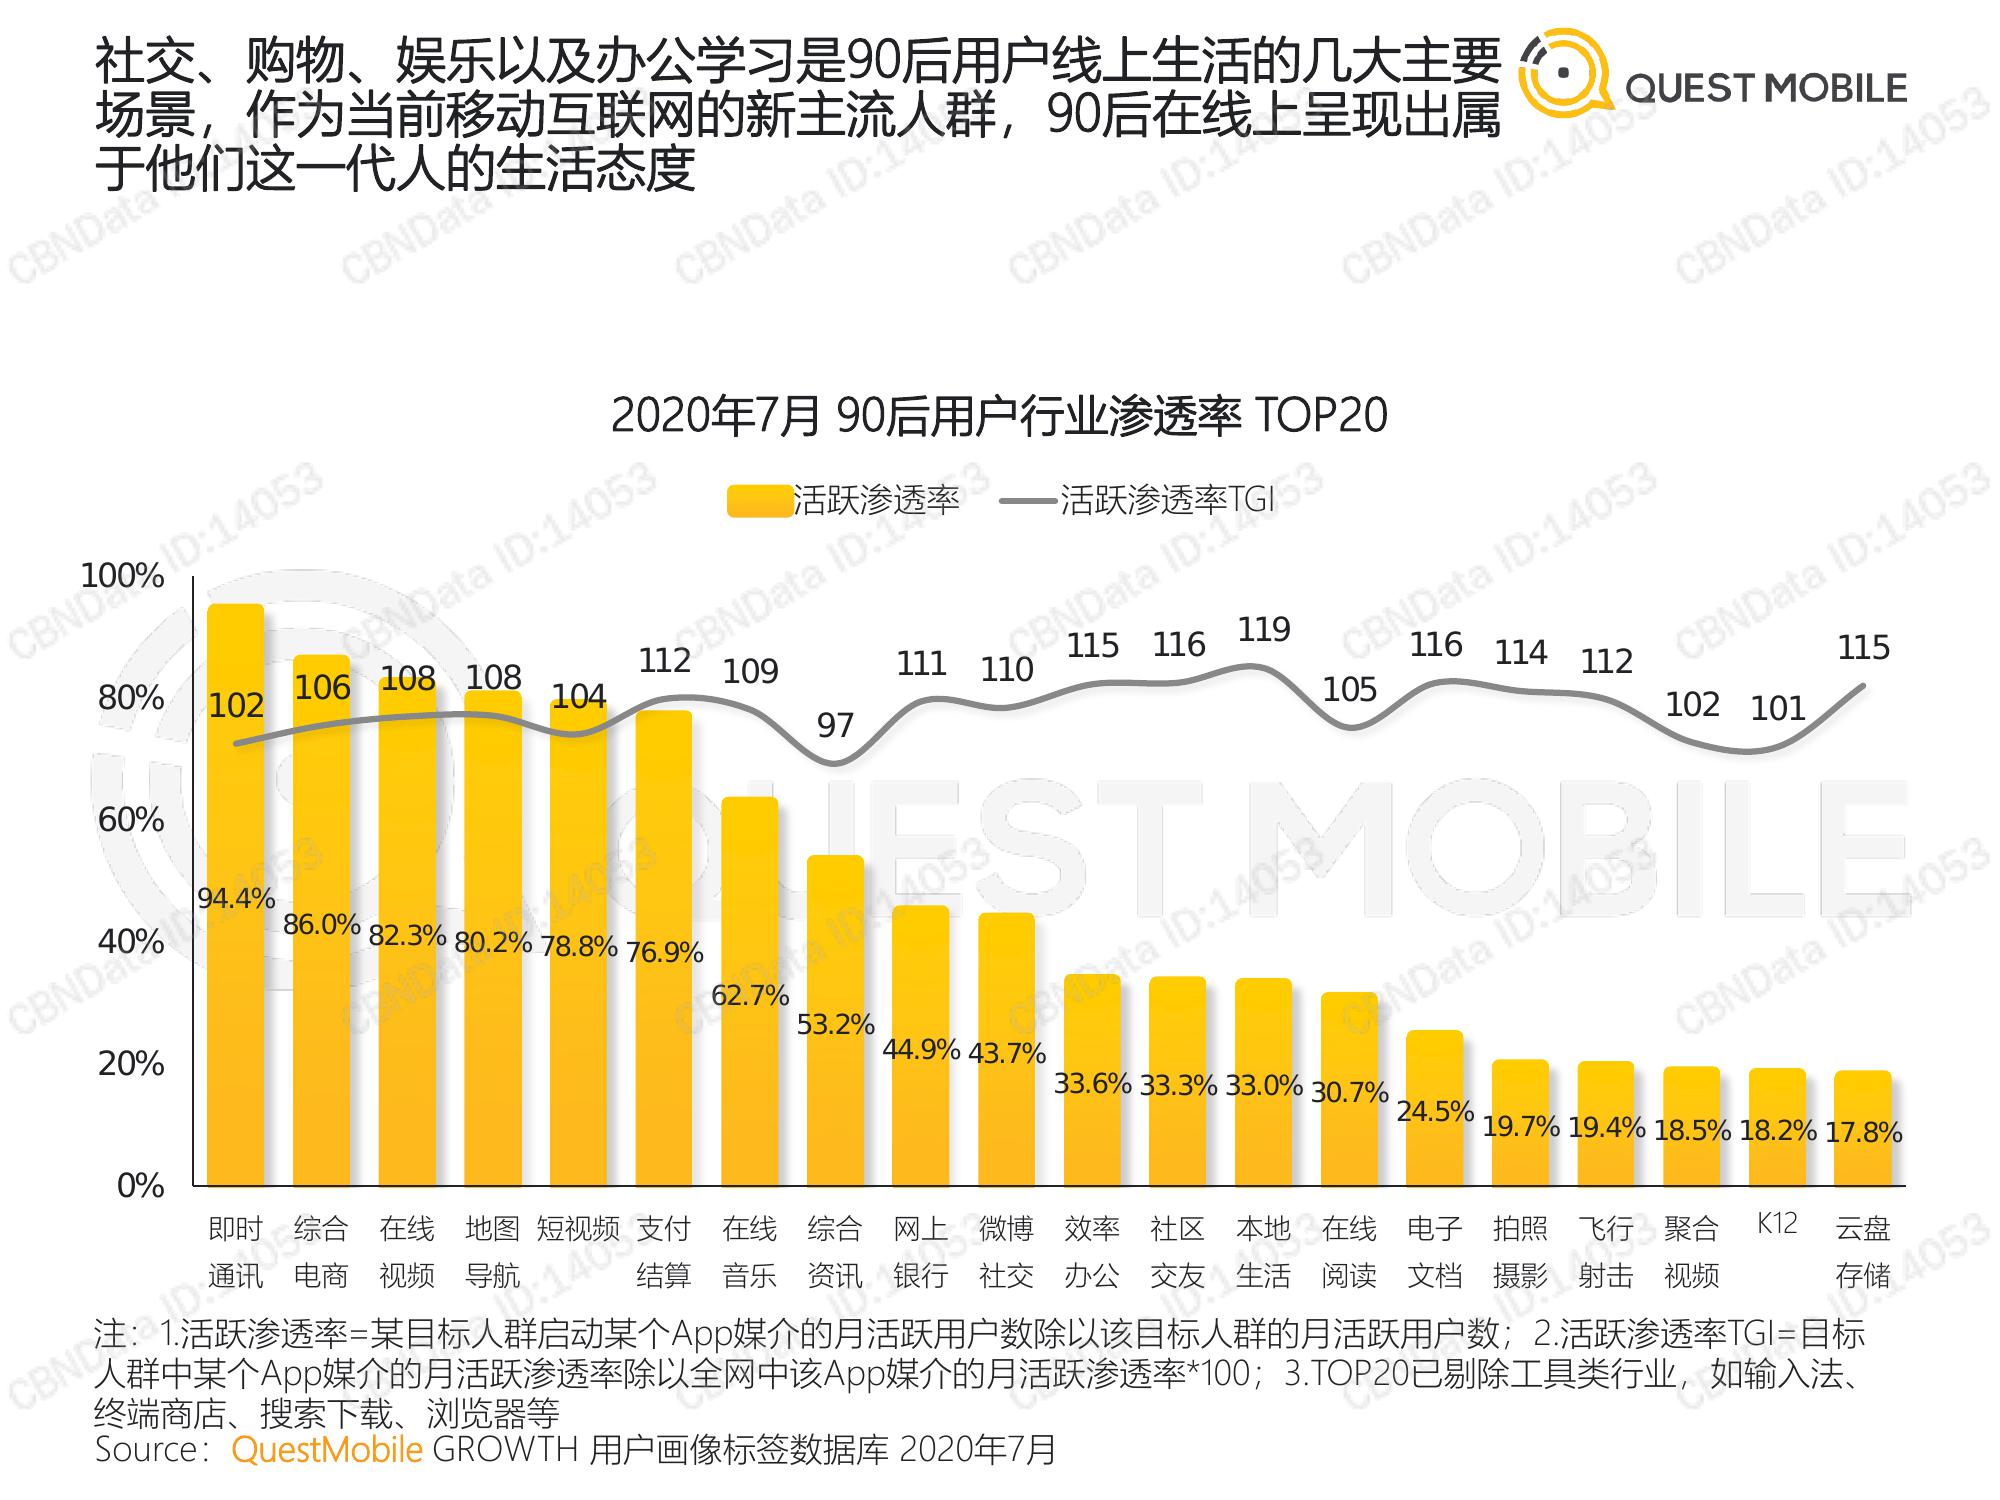 社交、购物、娱乐以及办公学习是90后用户线上生活的几大主要
场景，作为当前移动互联网的新主流人群，90后在线上呈现出属
于他们这一代人的生活态度
QUEST MOBILE
2020年7月 90后用户行业渗透率 TOP20
活跃渗透率 活跃渗透率TGI
100%
80%
60%
40%
20%
0%
102 106 108 108 104 112 109 97 111 110 115 116 119 105 116 114 112 102 101 115
94.4% 86.0% 82.3% 80.2% 78.8% 76.9% 62.7% 53.2% 44.9% 43.7% 33.6% 33.3% 33.0% 30.7% 24.5% 19.7% 19.4% 18.5% 18.2% 17.8%
即时 综合 在线 地图 短视频 支付 在线 综合 网上 微博 效率 社区 本地 在线 电子 拍照 飞行 聚合 K12 云盘
通讯 电商 视频 导航 结算 音乐 资讯 银行 社交 办公 交友 生活 阅读 文档 摄影 射击 视频 存储
注：1.活跃渗透率=某目标人群启动某个App媒介的月活跃用户数除以该目标人群的月活跃用户数；2.活跃渗透率TGI=目标
人群中某个App媒介的月活跃渗透率除以全网中该App媒介的月活跃渗透率*100；3.TOP20已剔除工具类行业，如输入法、
终端商店、搜索下载、浏览器等
Source：QuestMobile GROWTH 用户画像标签数据库 2020年7月
QUEST MOBILE
CBNData ID:14053